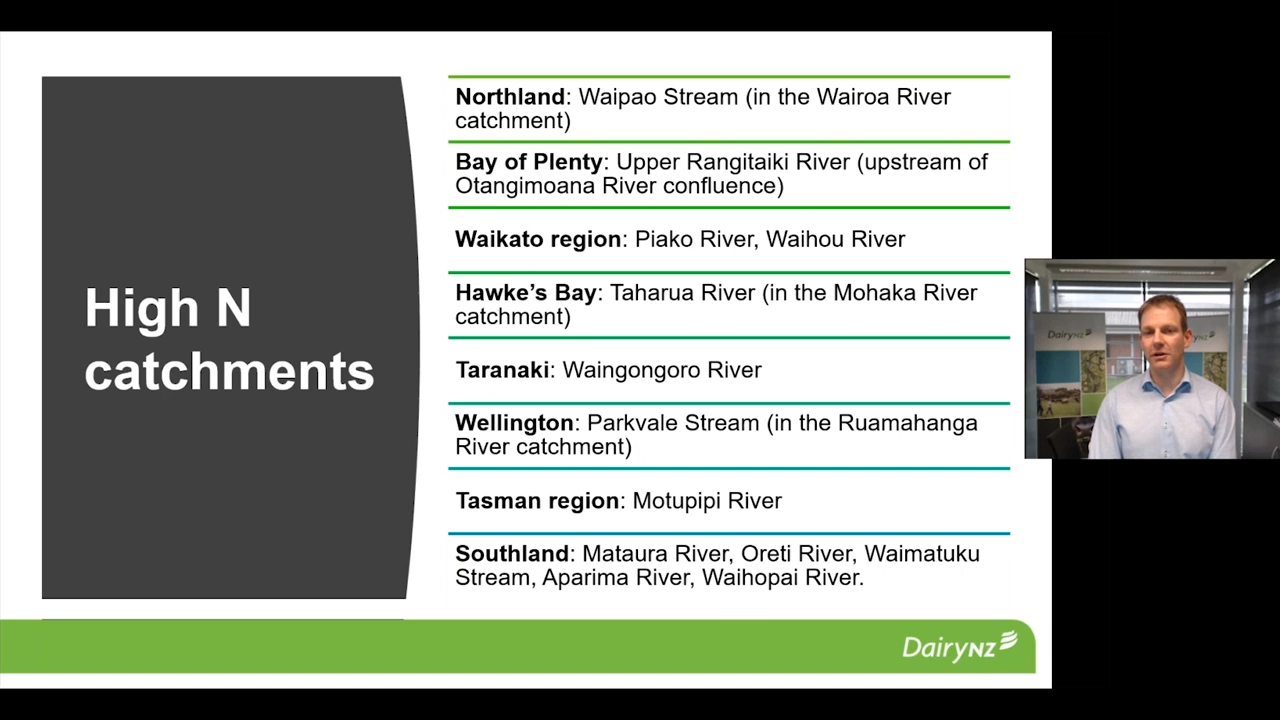 High N
catchments
Northland: Waipao Stream (in the Wairoa River
catchment)
Bay of Plenty: Upper Rangitaiki River (upstream of
Otangimoana River confluence)
Waikato region: Piako River, Waihou River
Hawke’s Bay: Taharua River (in the Mohaka River
catchment)
Taranaki: Waingongoro River
Wellington: Parkvale Stream (in the Ruamahanga
River catchment)
Tasman region: Motupipi River
Southland: Mataura River, Oreti River, Waimatuku
Stream, Aparima River, Waihopai River.
DairyNZ
DairyNZ